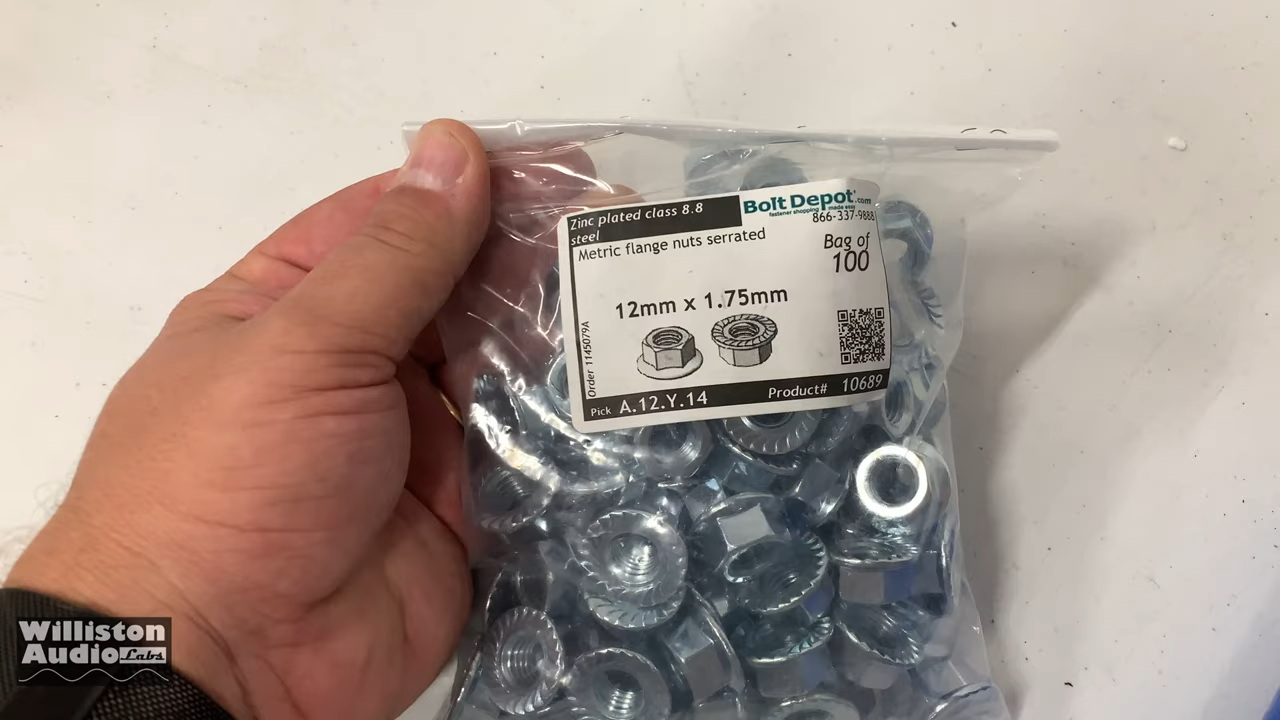 Zinc plated class 8.8
steel
Bolt Depot.com
fastener shopping made easy
866-337-9888
Metric flange nuts serrated
Bag of
100
12mm x 1.75mm
Order 1145079A
Pick A.12.Y.14
Product# 10689
Williston
Audio Labs